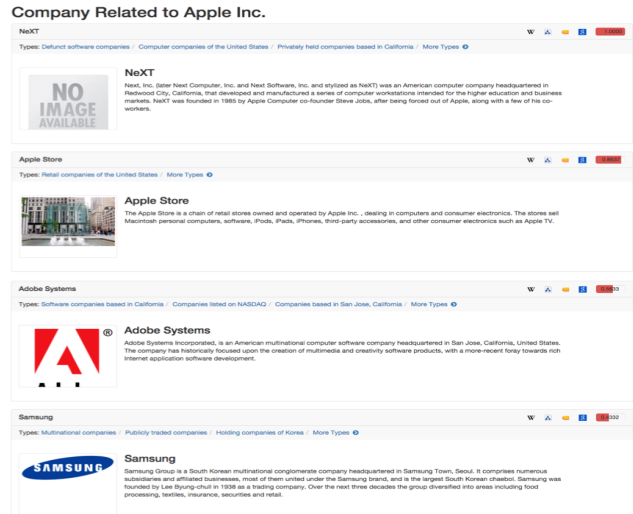 Company Related to Apple Inc.
NeXT
W
1.0000
Types: Defunct software companies / Computer companies of the United States / Privately held companies based in California / More Types
NO
IMAGE
AVAILABLE
NeXT
Next, Inc. (later Next Computer, Inc. and Next Software, Inc. and stylized as NeXT) was an American computer company headquartered in
Redwood City, California, that developed and manufactured a series of computer workstations intended for the higher education and business
markets. NeXT was founded in 1985 by Apple Computer co-founder Steve Jobs, after being forced out of Apple, along with a few of his co-
workers.
Apple Store
W
Types: Retail companies of the United States / More Types
Apple Store
The Apple Store is a chain of retail stores owned and operated by Apple Inc. , dealing in computers and consumer electronics. The stores sell
Macintosh personal computers, software, iPods, iPads, iPhones, third-party accessories, and other consumer electronics such as Apple TV.
Adobe Systems
W
Types: Software companies based in California / Companies listed on NASDAQ / Companies based in San Jose, California / More Types
®
Adobe Systems
Adobe Systems Incorporated, is an American multinational computer software company headquartered in San Jose, California, United States.
The company has historically focused upon the creation of multimedia and creativity software products, with a more-recent foray towards rich
Internet application software development.
Samsung
W
Types: Multinational companies / Publicly traded companies / Holding companies of Korea / More Types
SAMSUNG
Samsung
Samsung Group is a South Korean multinational conglomerate company headquartered in Samsung Town, Seoul. It comprises numerous
subsidiaries and affiliated businesses, most of them united under the Samsung brand, and is the largest South Korean chaebol. Samsung was
founded by Lee Byung-chull in 1938 as a trading company. Over the next three decades the group diversified into areas including food
processing, textiles, insurance, securities and retail.